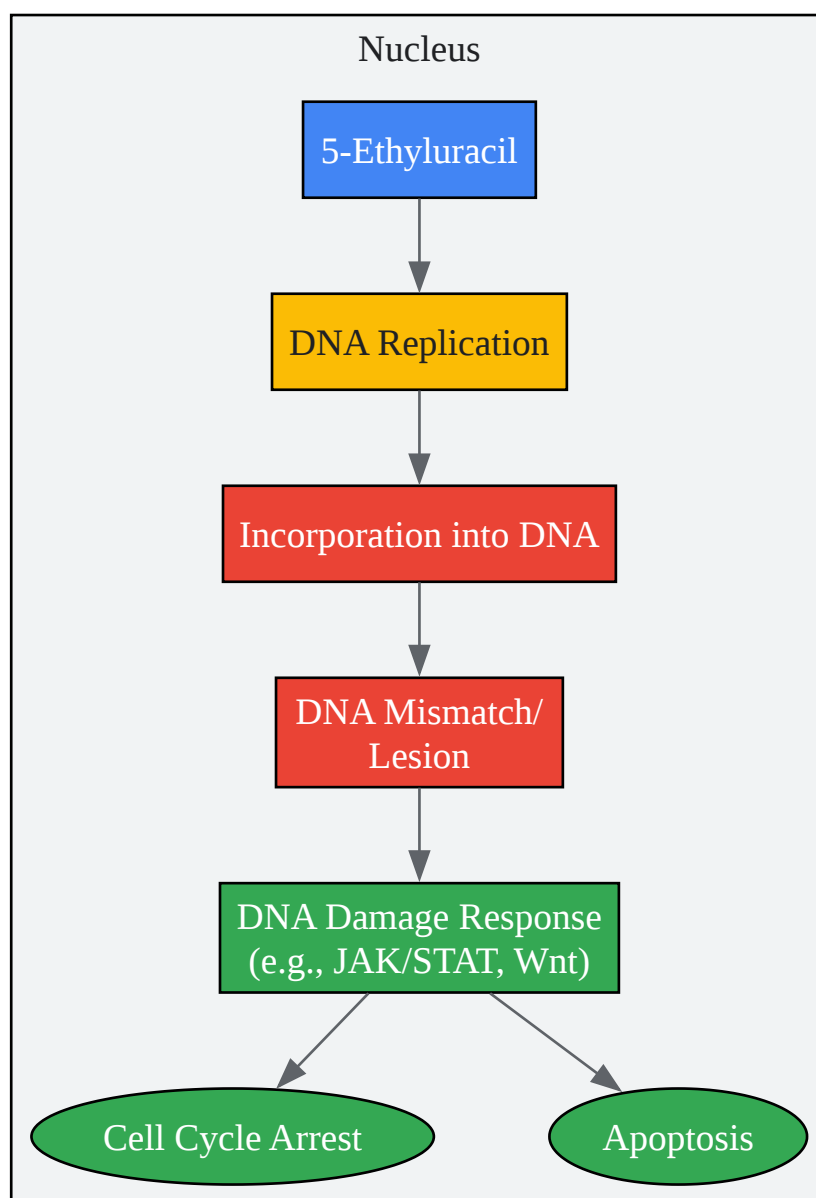 Nucleus
5-Ethyluracil
DNA Replication
Incorporation into DNA
DNA Mismatch/
Lesion
DNA Damage Response
(e.g., JAK/STAT, Wnt)
Cell Cycle Arrest
Apoptosis